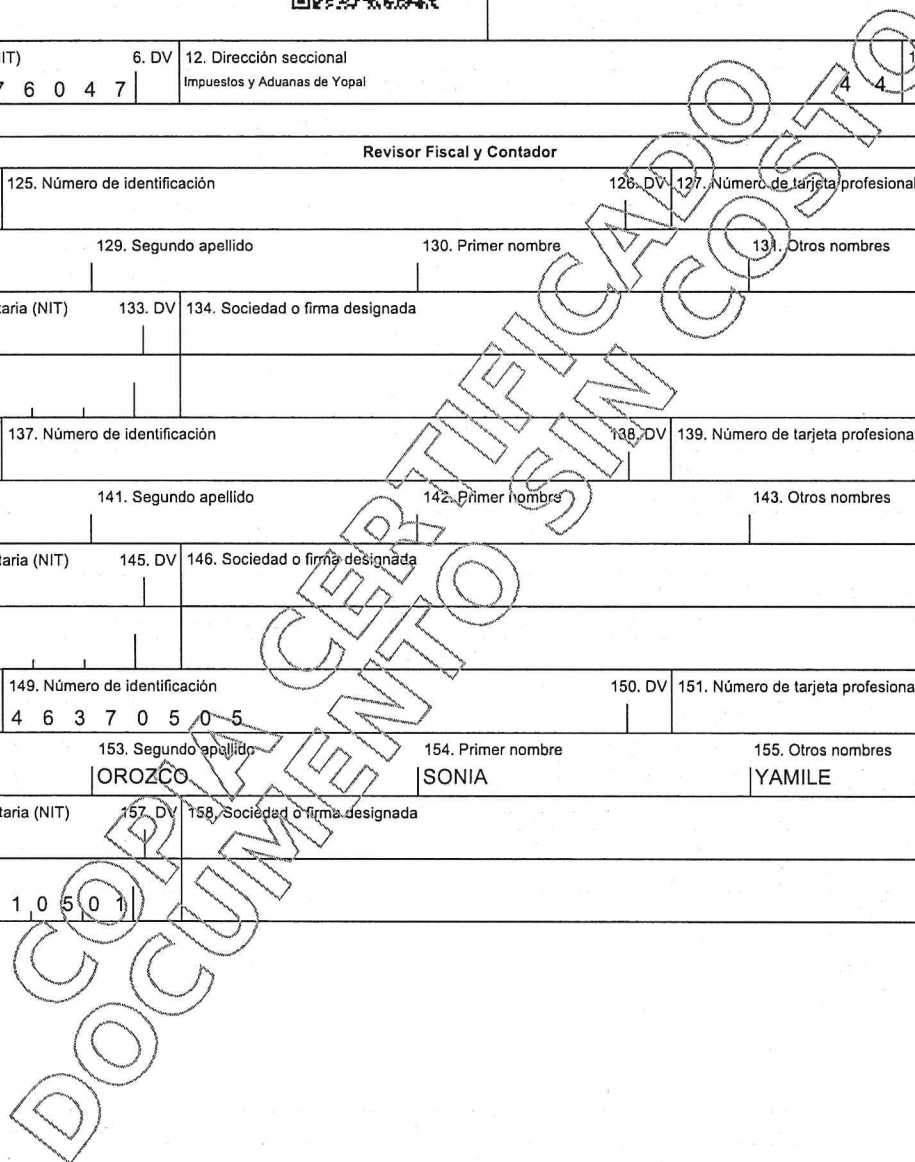 IIT) 6. DV 12. Dirección seccional
7 6 0 4 7 Impuestos y Aduanas de Yopal 4 4
Revisor Fiscal y Contador
125. Número de identificación 126. DV 127. Número de tarjeta profesional
129. Segundo apellido 130. Primer nombre 131. Otros nombres
taria (NIT) 133. DV 134. Sociedad o firma designada
137. Número de identificación 138. DV 139. Número de tarjeta profesiona
141. Segundo apellido 142. Primer nombre 143. Otros nombres
taria (NIT) 145. DV 146. Sociedad o firma designada
149. Número de identificación 150. DV 151. Número de tarjeta profesiona
4 6 3 7 0 5 0 5
153. Segundo apellido 154. Primer nombre 155. Otros nombres
OROZCO SONIA YAMILE
taria (NIT) 157. DV 158. Sociedad o firma designada
1 0 5 0 1
COPIA CERTIFICADO
DOCUMENTO SIN COSTO